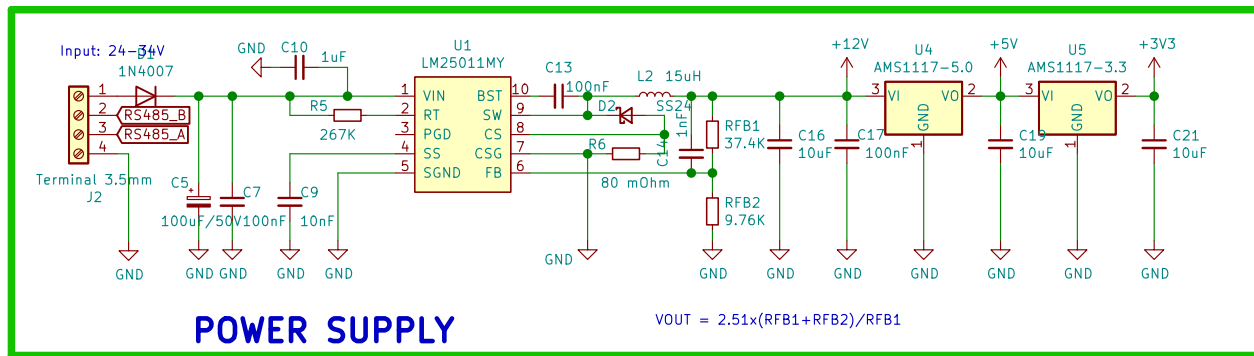 Input: 24-34V
D1
1N4007
GND
C10
1uF
U1
LM25011MY
C13
100nF
L2 15uH
D2
SS24
+12V
U4
AMS1117-5.0
+5V
U5
AMS1117-3.3
+3V3
1
2
3
4
RS485_B
RS485_A
Terminal 3.5mm
J2
R5
267K
1
2
3
4
5
VIN
RT
PGD
SS
SGND
BST
SW
CS
CSG
FB
10
9
8
7
6
R6
80 mOhm
1nF
C14
RFB1
37.4K
RFB2
9.76K
C16
10uF
C17
100nF
3
VI
VO
2
GND
1
C19
10uF
3
VI
VO
2
GND
1
C21
10uF
C5
+
100uF/50V
C7
100nF
C9
10nF
GND
GND
GND
GND
GND
GND
GND
GND
GND
GND
GND
GND
GND
POWER SUPPLY
VOUT = 2.51x(RFB1+RFB2)/RFB1